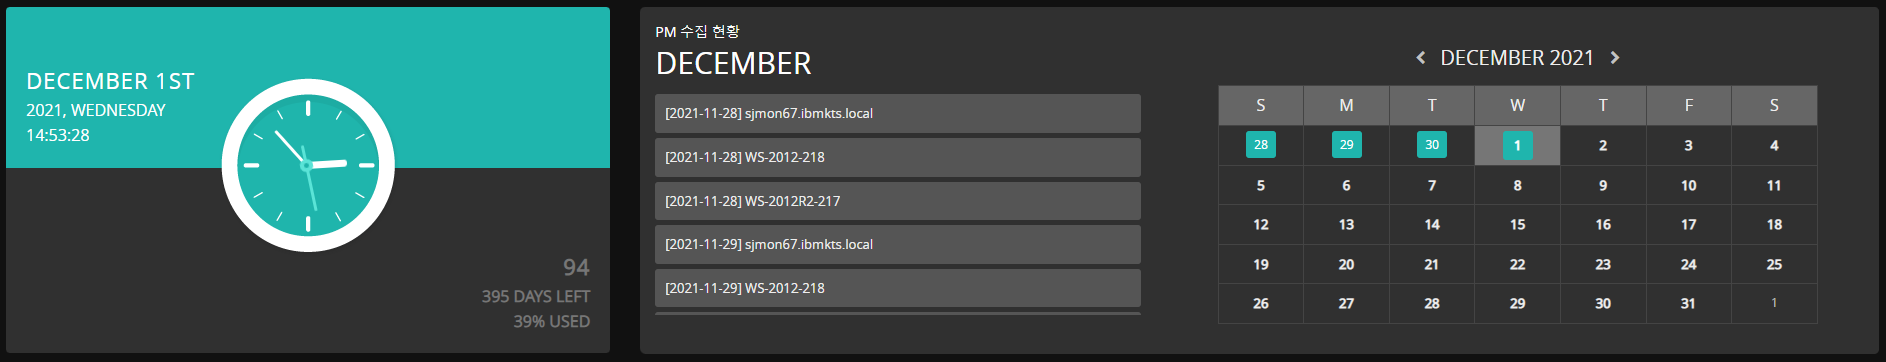 DECEMBER 1ST
2021, WEDNESDAY
14:53:28
94
395 DAYS LEFT
39% USED
PM 수집 현황
DECEMBER
[2021-11-28] sjmon67.ibmkts.local
[2021-11-28] WS-2012-218
[2021-11-28] WS-2012R2-217
[2021-11-29] sjmon67.ibmkts.local
[2021-11-29] WS-2012-218
DECEMBER 2021
S M T W T F S
28 29 30 1 2 3 4
5 6 7 8 9 10 11
12 13 14 15 16 17 18
19 20 21 22 23 24 25
26 27 28 29 30 31 1